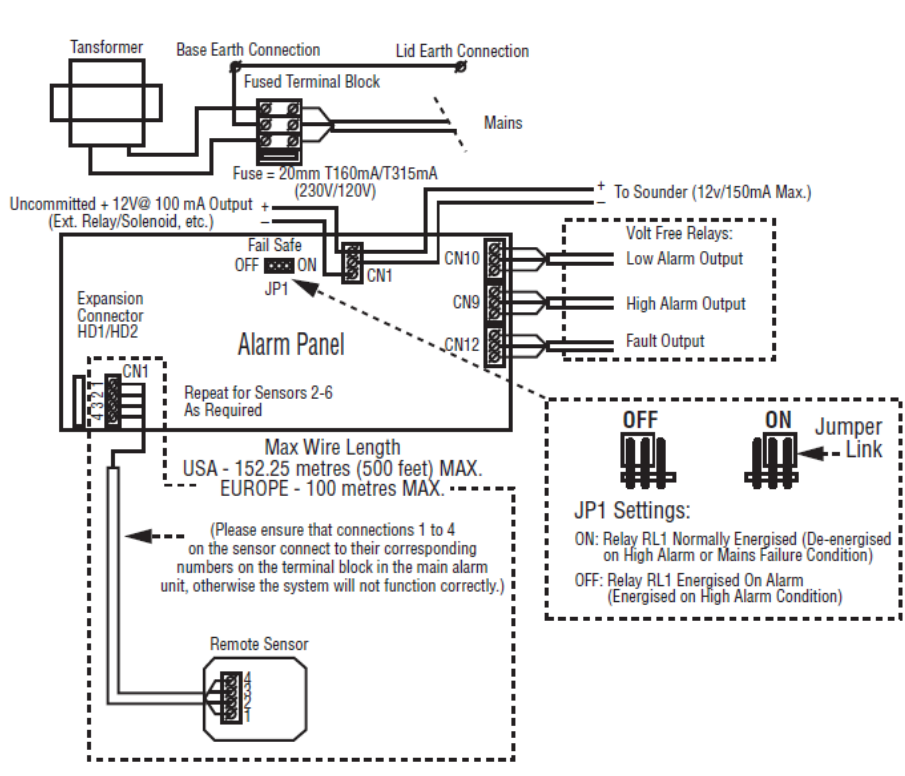 Tansformer
Base Earth Connection
Lid Earth Connection
Fused Terminal Block
Mains
Fuse = 20mm T160mA/T315mA
(230V/120V)
Uncommitted + 12V@ 100 mA Output
(Ext. Relay/Solenoid, etc.)
+
–
+
–
To Sounder (12v/150mA Max.)
Fail Safe
OFF
ON
JP1
CN1
CN10
CN9
CN12
Volt Free Relays:
Low Alarm Output
High Alarm Output
Fault Output
Expansion
Connector
HD1/HD2
Alarm Panel
CN1
4 3 2 1
Repeat for Sensors 2-6
As Required
Max Wire Length
USA - 152.25 metres (500 feet) MAX.
EUROPE - 100 metres MAX.
(Please ensure that connections 1 to 4
on the sensor connect to their corresponding
numbers on the terminal block in the main alarm
unit, otherwise the system will not function correctly.)
OFF
ON
Jumper
Link
JP1 Settings:
ON: Relay RL1 Normally Energised (De-energised
on High Alarm or Mains Failure Condition)
OFF: Relay RL1 Energised On Alarm
(Energised on High Alarm Condition)
Remote Sensor
4
3
2
1